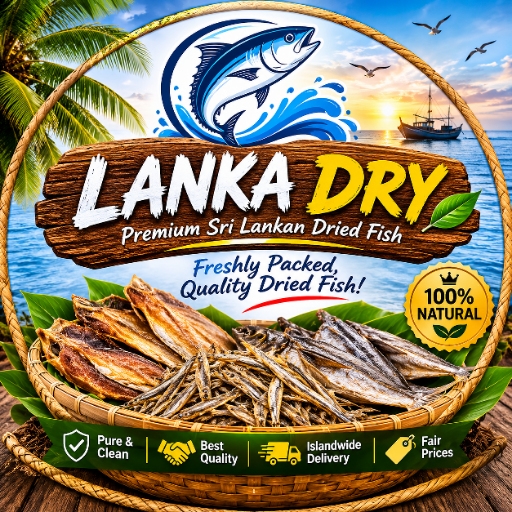 LANKA DRY
Premium Sri Lankan Dried Fish
Freshly Packed,
Quality Dried Fish!
100%
NATURAL
Pure &
Clean
Best
Quality
Islandwide
Delivery
Fair
Prices